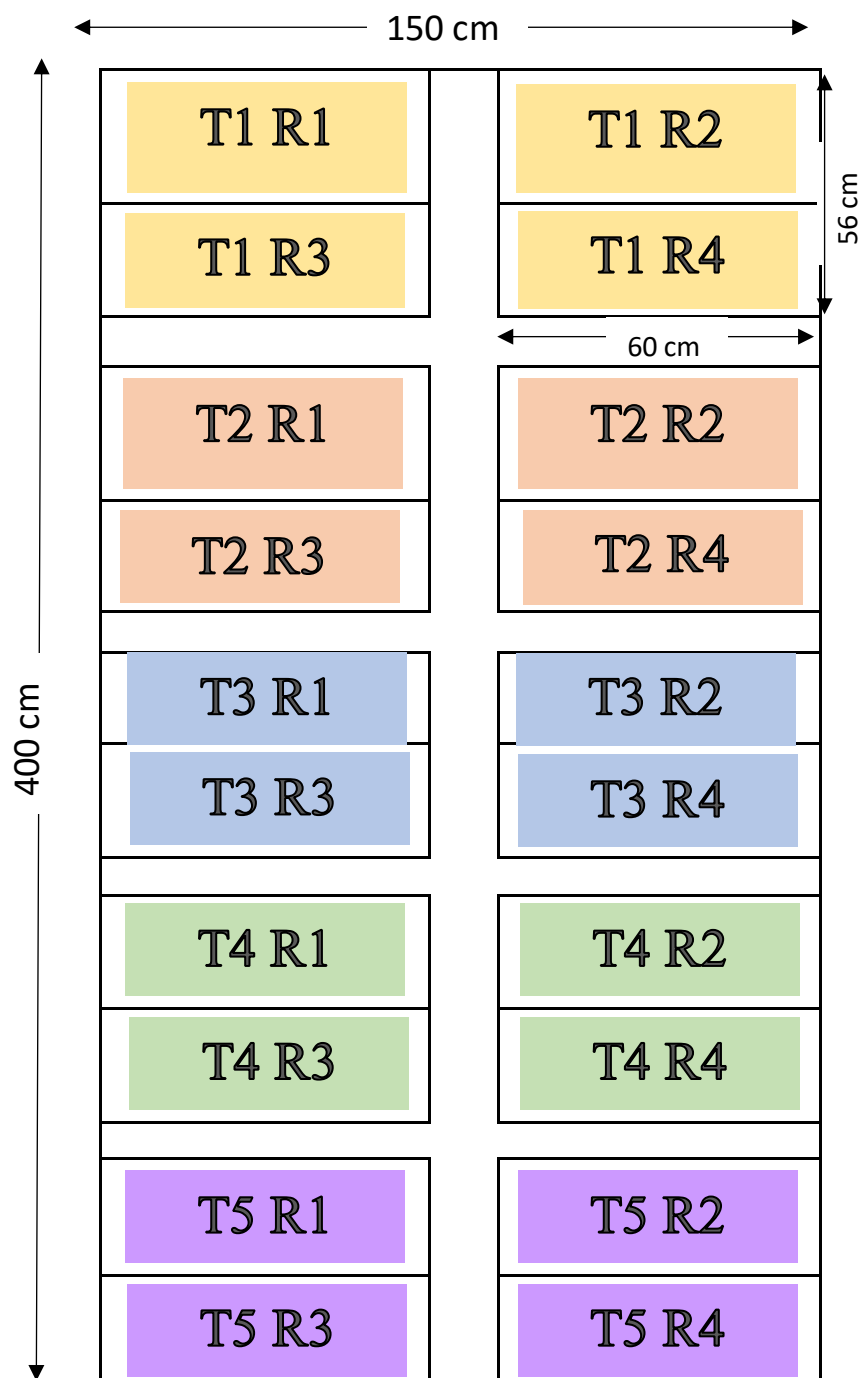 150 cm
T1 R1 T1 R2
T1 R3 T1 R4
56 cm
60 cm
T2 R1 T2 R2
T2 R3 T2 R4
400 cm
T3 R1 T3 R2
T3 R3 T3 R4
T4 R1 T4 R2
T4 R3 T4 R4
T5 R1 T5 R2
T5 R3 T5 R4